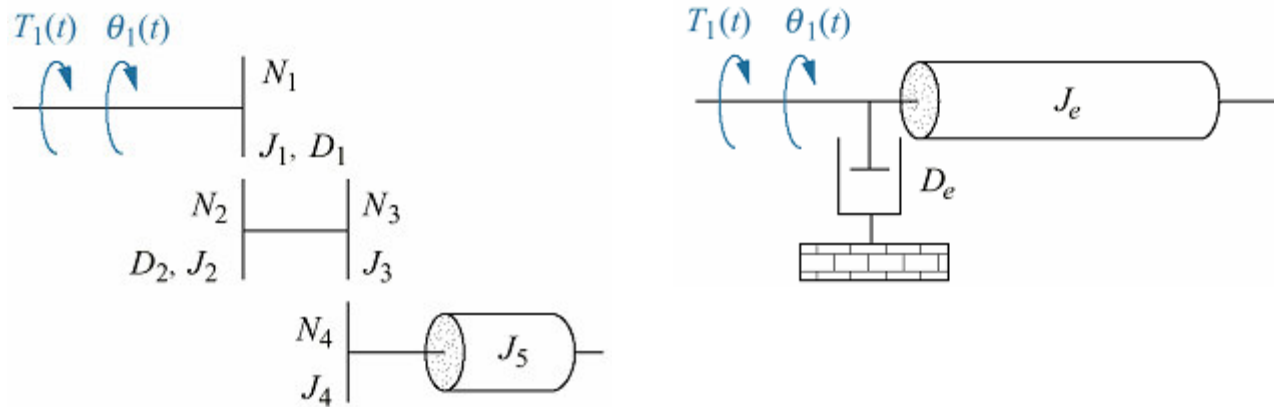 T₁(t) θ₁(t)
N₁
J₁, D₁
N₂
N₃
D₂, J₂
J₃
N₄
J₅
J₄
T₁(t) θ₁(t)
Jₑ
Dₑ